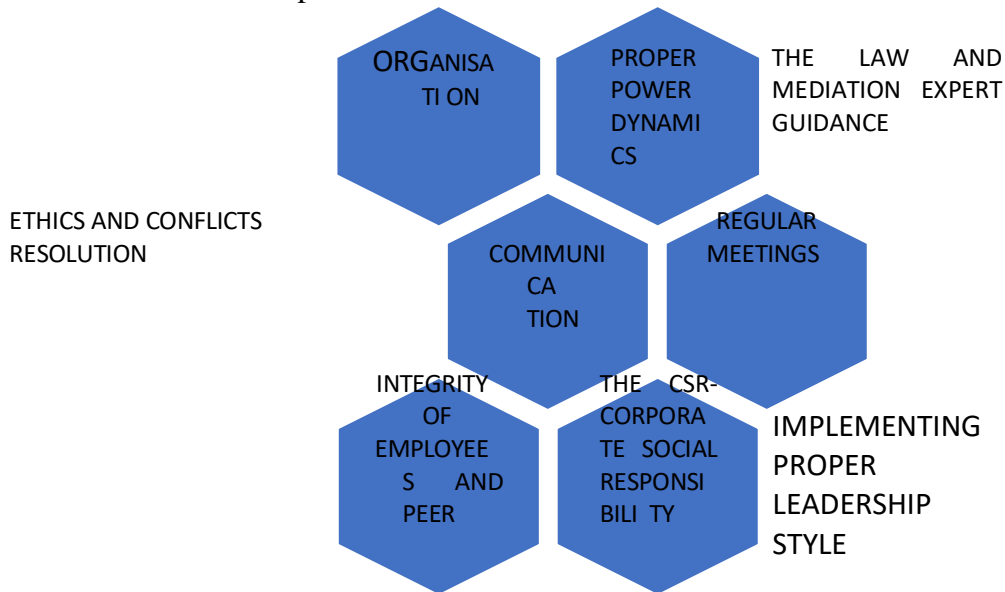 ORGANISA
TI ON
PROPER
POWER
DYNAMI
CS
THE LAW AND
MEDIATION EXPERT
GUIDANCE
ETHICS AND CONFLICTS
RESOLUTION
COMMUNI
CA
TION
REGULAR
MEETINGS
INTEGRITY
OF
EMPLOYEE
S AND
PEER
THE CSR-
CORPORA
TE SOCIAL
RESPONSI
BILI TY
IMPLEMENTING
PROPER
LEADERSHIP
STYLE